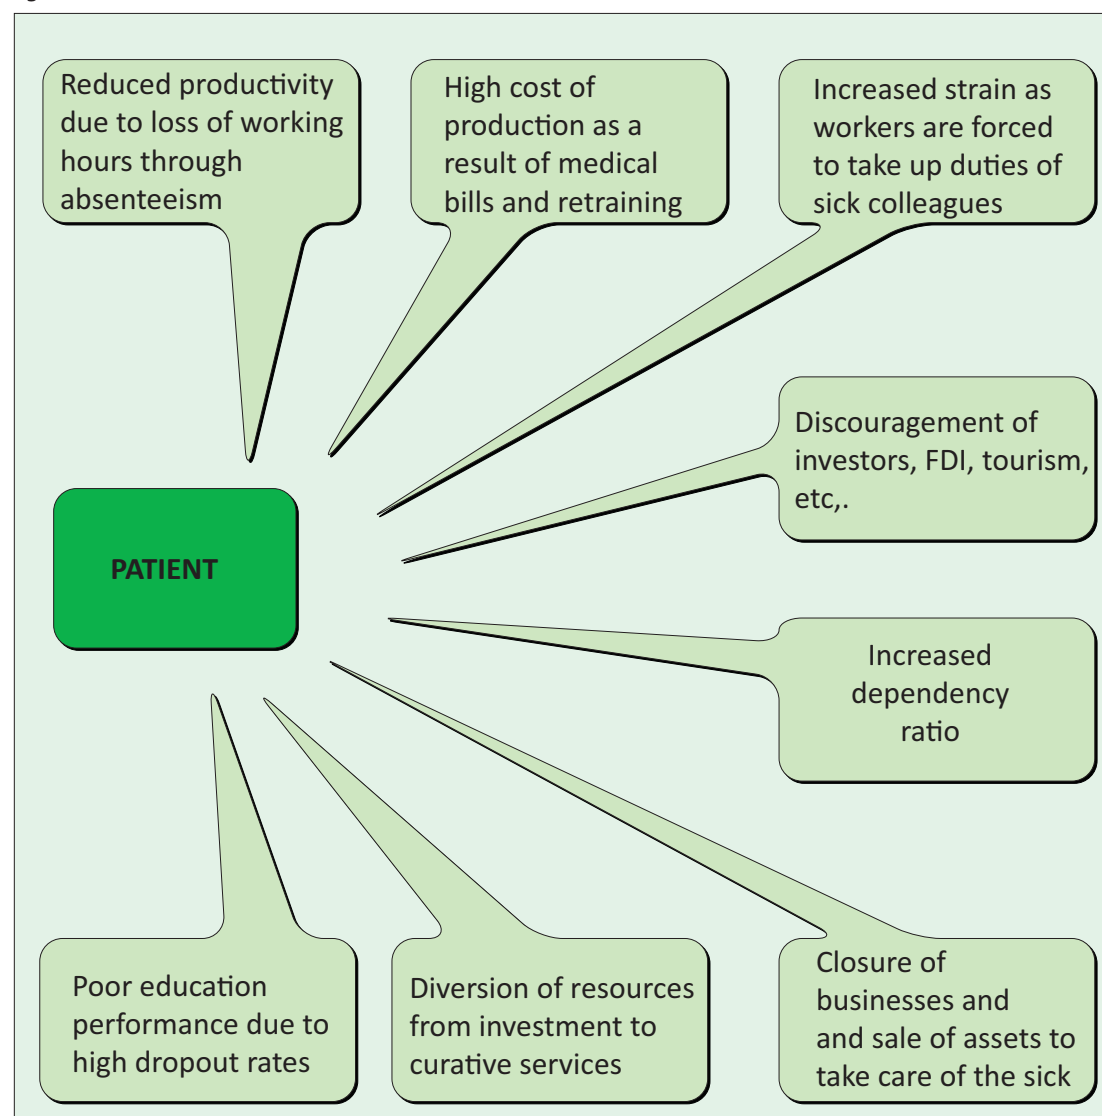 Reduced productivity
due to loss of working
hours through
absenteeism
High cost of
production as a
result of medical
bills and retraining
Increased strain as
workers are forced
to take up duties of
sick colleagues
Discouragement of
investors, FDI, tourism,
etc,.
PATIENT
Increased
dependency
ratio
Poor education
performance due to
high dropout rates
Diversion of resources
from investment to
curative services
Closure of
businesses and
and sale of assets to
take care of the sick